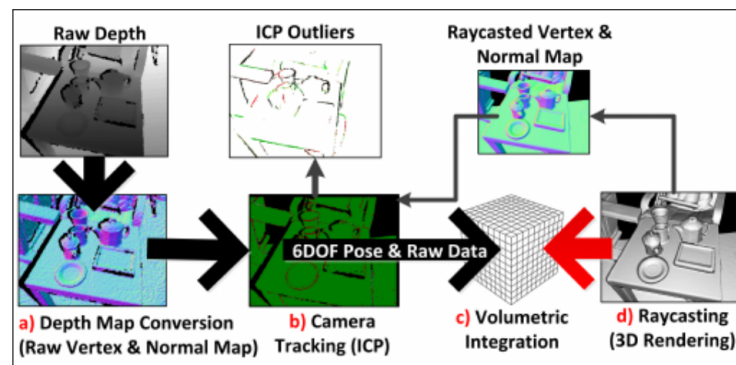 Raw Depth
ICP Outliers
Raycasted Vertex &
Normal Map
6DOF Pose & Raw Data
a) Depth Map Conversion
(Raw Vertex & Normal Map)
b) Camera
Tracking (ICP)
c) Volumetric
Integration
d) Raycasting
(3D Rendering)